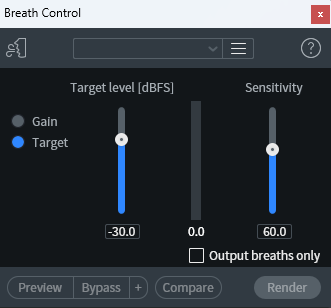 Breath Control x
?
Target level [dBFS] Sensitivity
Gain
Target
-30.0 0.0 60.0
Output breaths only
Preview Bypass + Compare Render